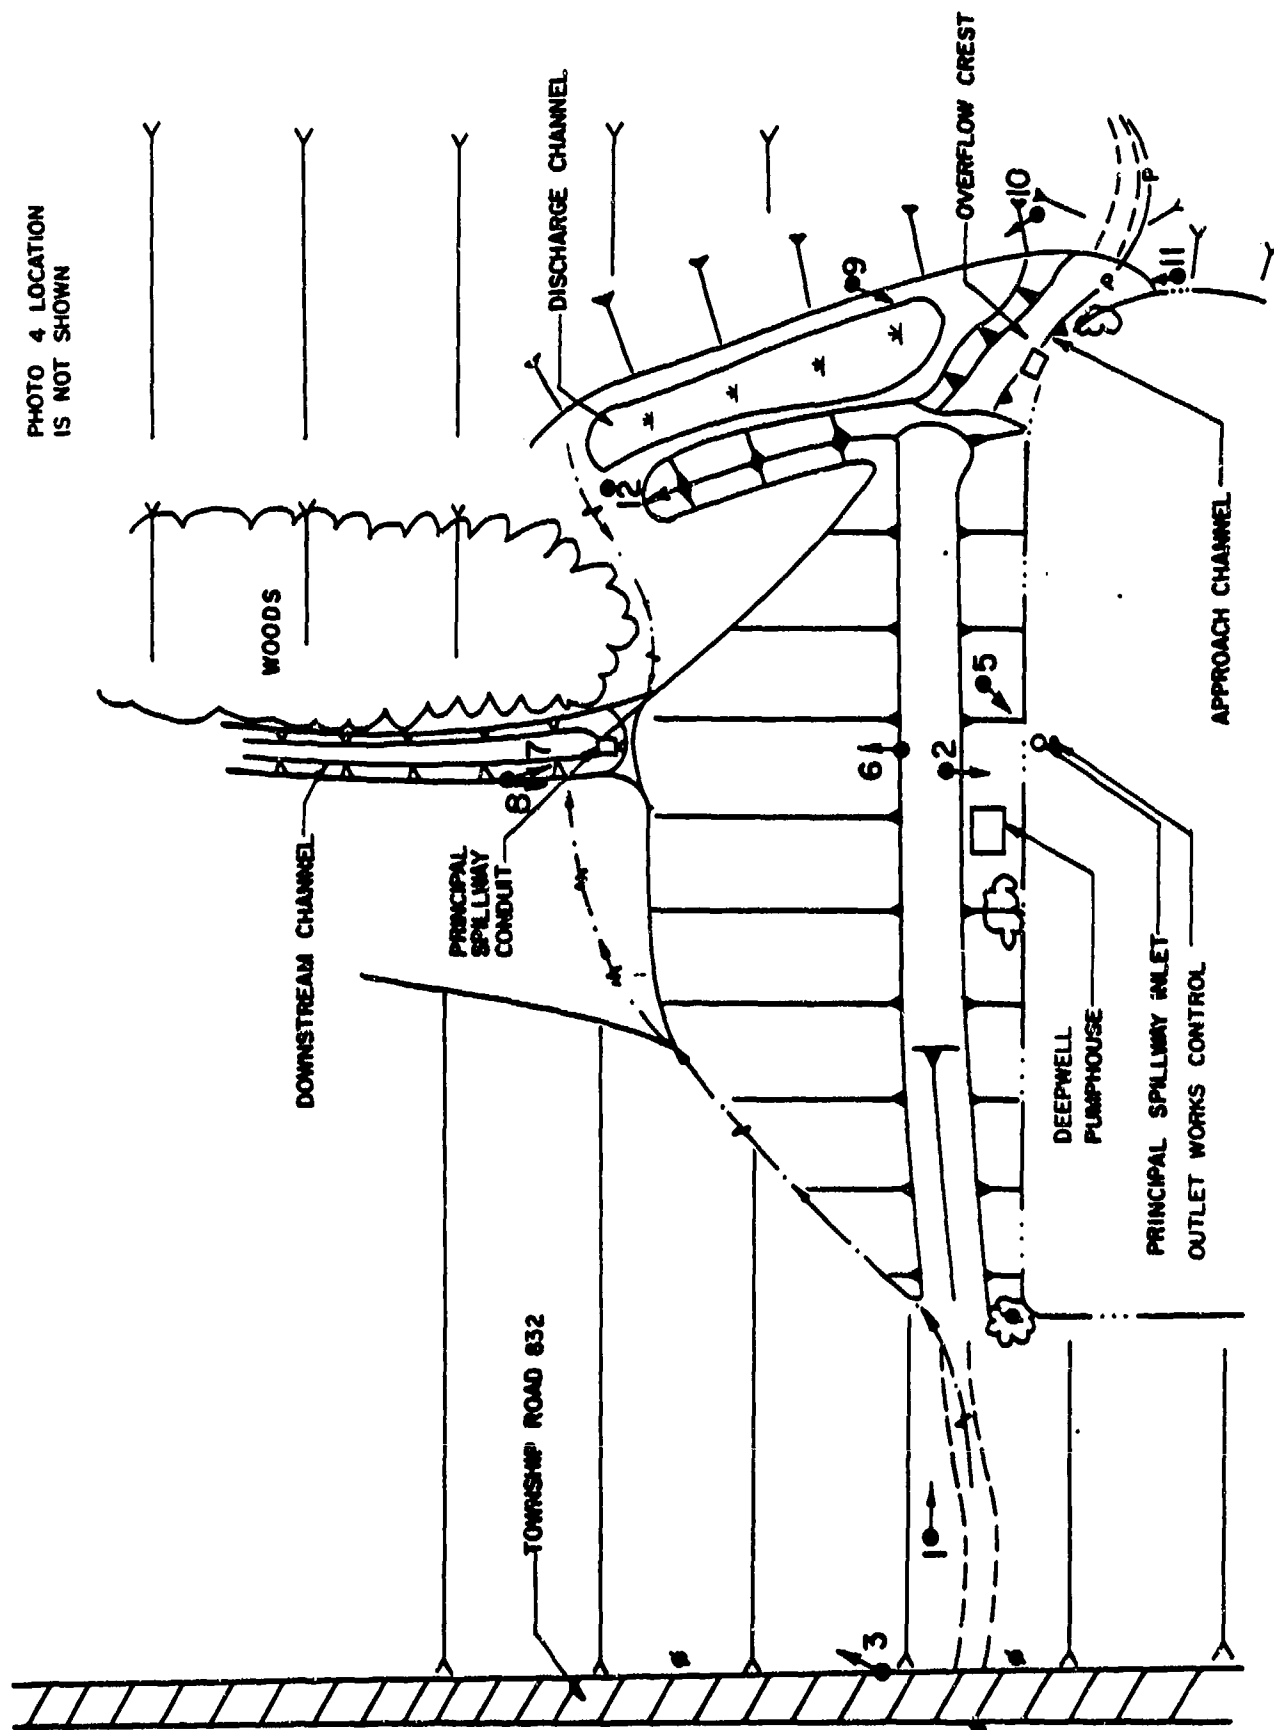 PHOTO 4 LOCATION
IS NOT SHOWN
DISCHARGE CHANNEL
OVERFLOW CREST
WOODS
DOWNSTREAM CHANNEL
PRINCIPAL
SPILLWAY
CONDUIT
APPROACH CHANNEL
DEEPWELL
PUMPHOUSE
PRINCIPAL SPILLWAY INLET
OUTLET WORKS CONTROL
TOWNSHIP ROAD 832
1
2
3
5
6
7
8
9
10
11
12
P
P